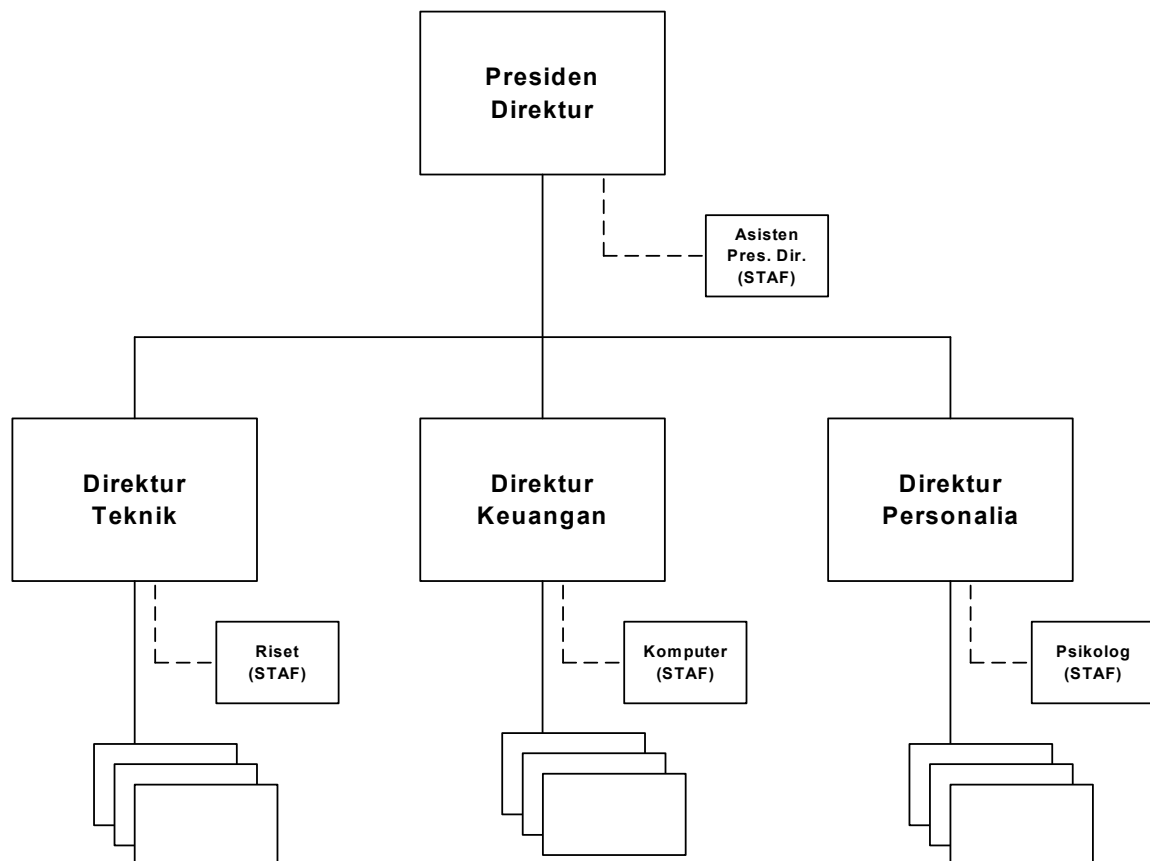 Presiden
Direktur
Asisten
Pres. Dir.
(STAF)
Direktur
Teknik
Direktur
Keuangan
Direktur
Personalia
Riset
(STAF)
Komputer
(STAF)
Psikolog
(STAF)